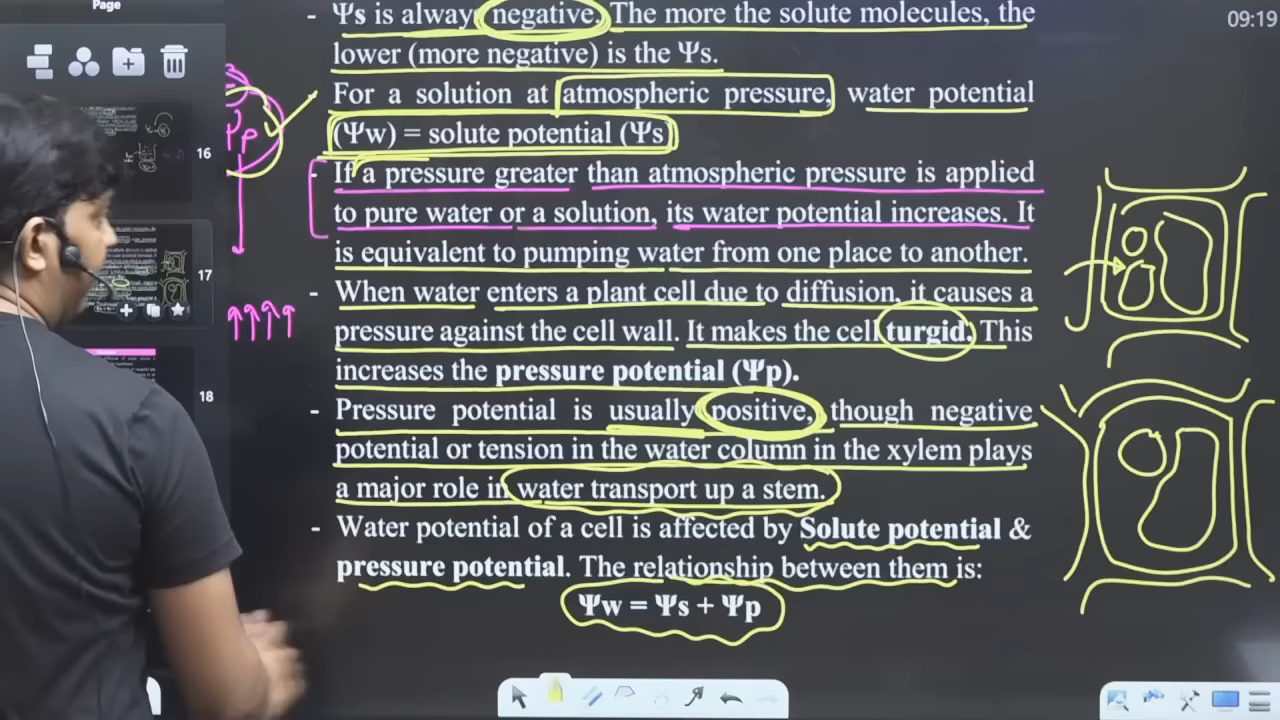 Page
09:19
16
17
18
- Ψs is always negative. The more the solute molecules, the
lower (more negative) is the Ψs.
For a solution at atmospheric pressure, water potential
(Ψw) = solute potential (Ψs
Ψp
- If a pressure greater than atmospheric pressure is applied
to pure water or a solution, its water potential increases. It
is equivalent to pumping water from one place to another.
- When water enters a plant cell due to diffusion, it causes a
pressure against the cell wall. It makes the cell turgid. This
increases the pressure potential (Ψp).
- Pressure potential is usually positive, though negative
potential or tension in the water column in the xylem plays
a major role in water transport up a stem.
- Water potential of a cell is affected by Solute potential &
pressure potential. The relationship between them is:
Ψw = Ψs + Ψp